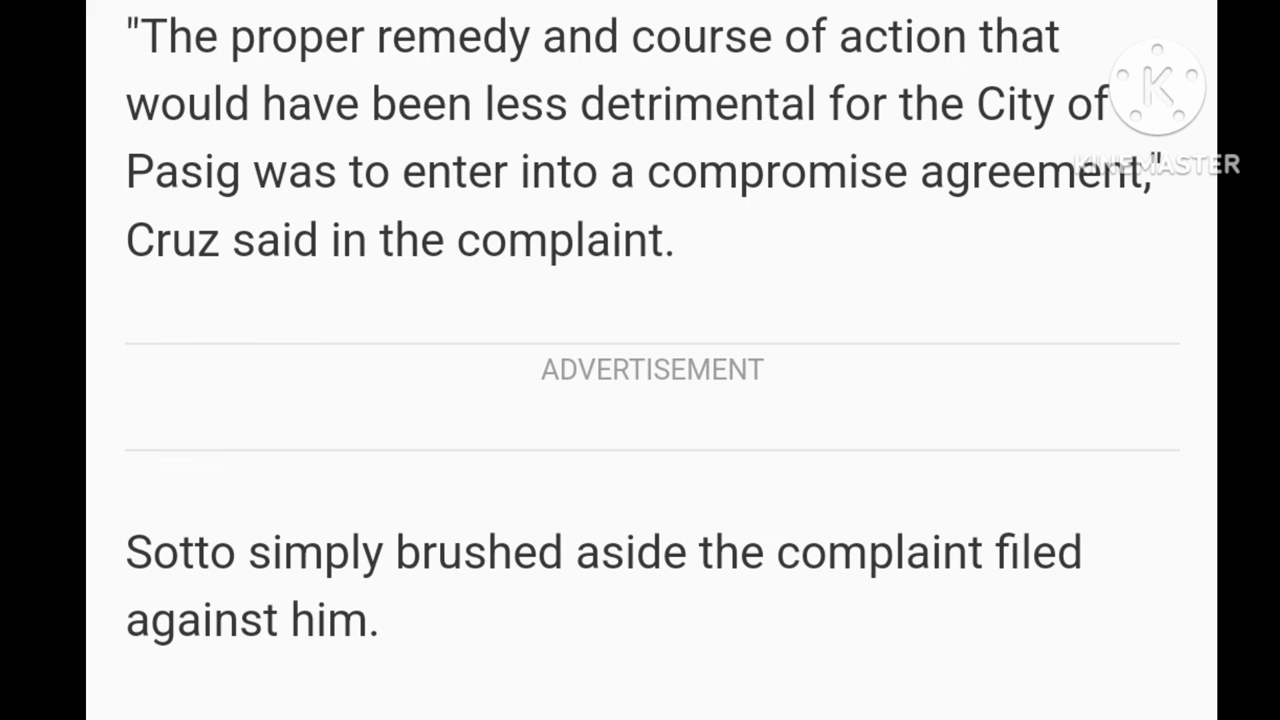 "The proper remedy and course of action that
would have been less detrimental for the City of
Pasig was to enter into a compromise agreement,"
Cruz said in the complaint.
K
KINEMASTER
ADVERTISEMENT
Sotto simply brushed aside the complaint filed
against him.